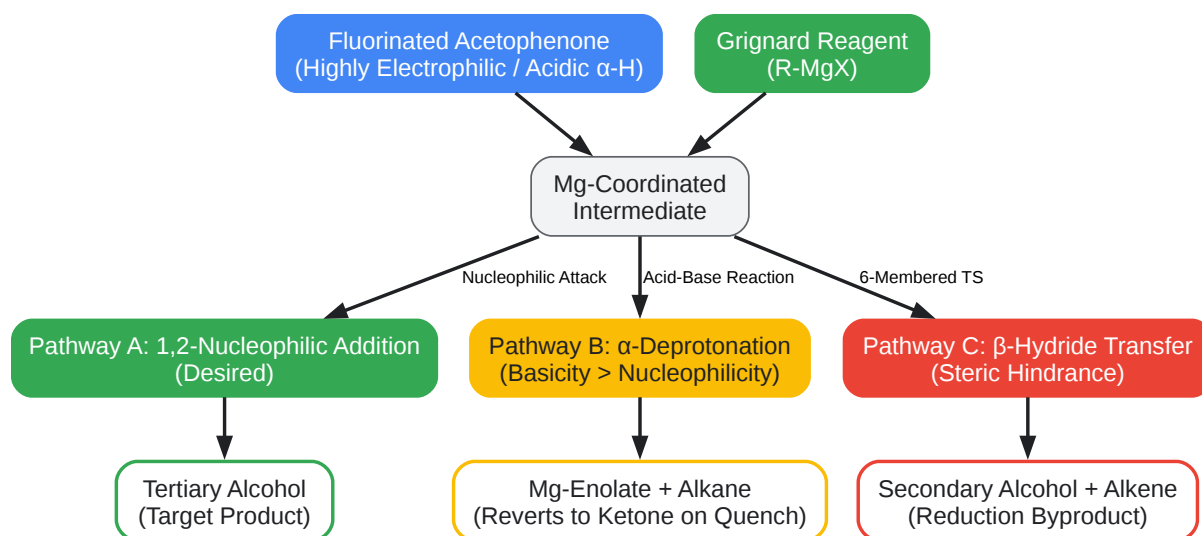 Fluorinated Acetophenone
(Highly Electrophilic / Acidic α-H)
Grignard Reagent
(R-MgX)
Mg-Coordinated
Intermediate
Nucleophilic Attack
Acid-Base Reaction
6-Membered TS
Pathway A: 1,2-Nucleophilic Addition
(Desired)
Pathway B: α-Deprotonation
(Basicity > Nucleophilicity)
Pathway C: β-Hydride Transfer
(Steric Hindrance)
Tertiary Alcohol
(Target Product)
Mg-Enolate + Alkane
(Reverts to Ketone on Quench)
Secondary Alcohol + Alkene
(Reduction Byproduct)